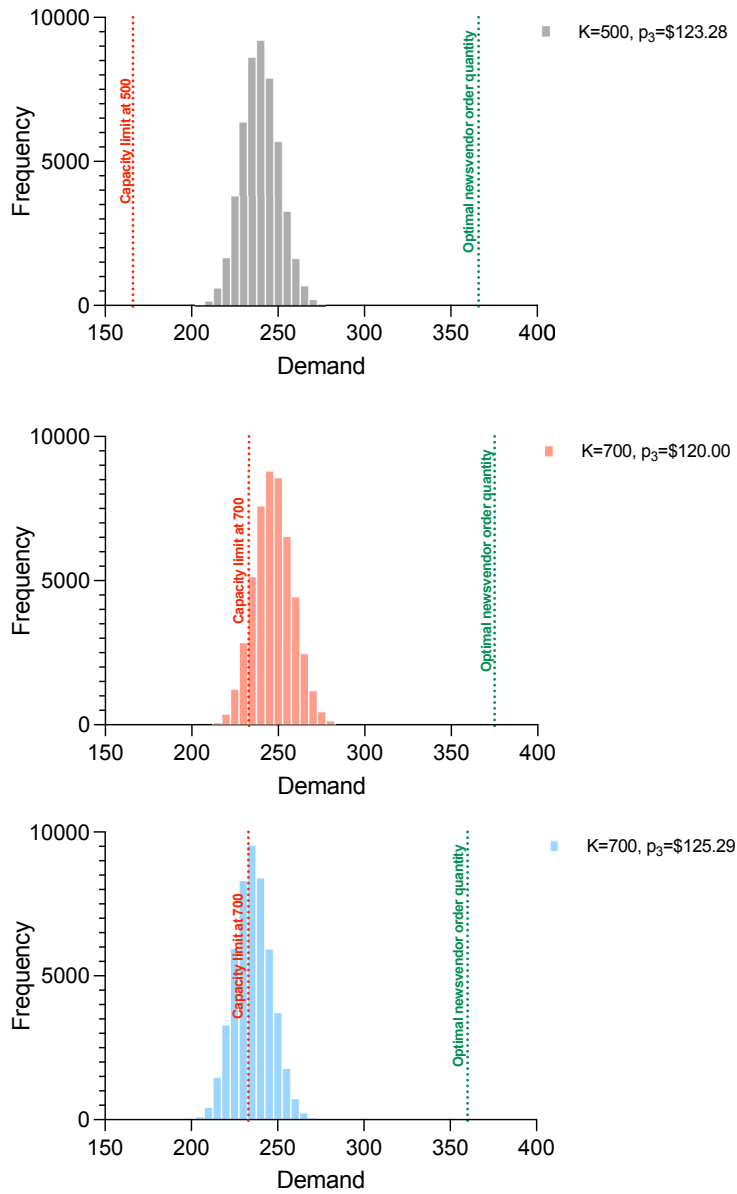 10000
5000
0
Frequency
Capacity limit at 500
Optimal newsvendor order quantity
K=500, p₃=$123.28
150 200 250 300 350 400
Demand
10000
5000
0
Frequency
Capacity limit at 700
Optimal newsvendor order quantity
K=700, p₃=$120.00
150 200 250 300 350 400
Demand
10000
5000
0
Frequency
Capacity limit at 700
Optimal newsvendor order quantity
K=700, p₃=$125.29
150 200 250 300 350 400
Demand